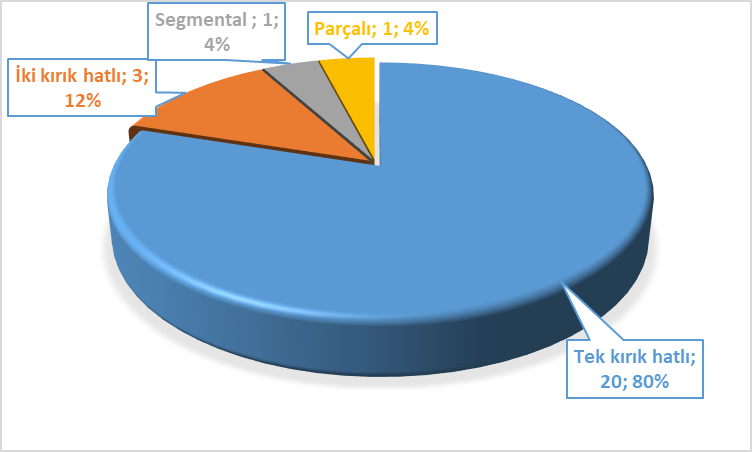 Segmental ; 1;
4%
Parçalı; 1; 4%
İki kırık hatlı; 3;
12%
Tek kırık hatlı;
20; 80%